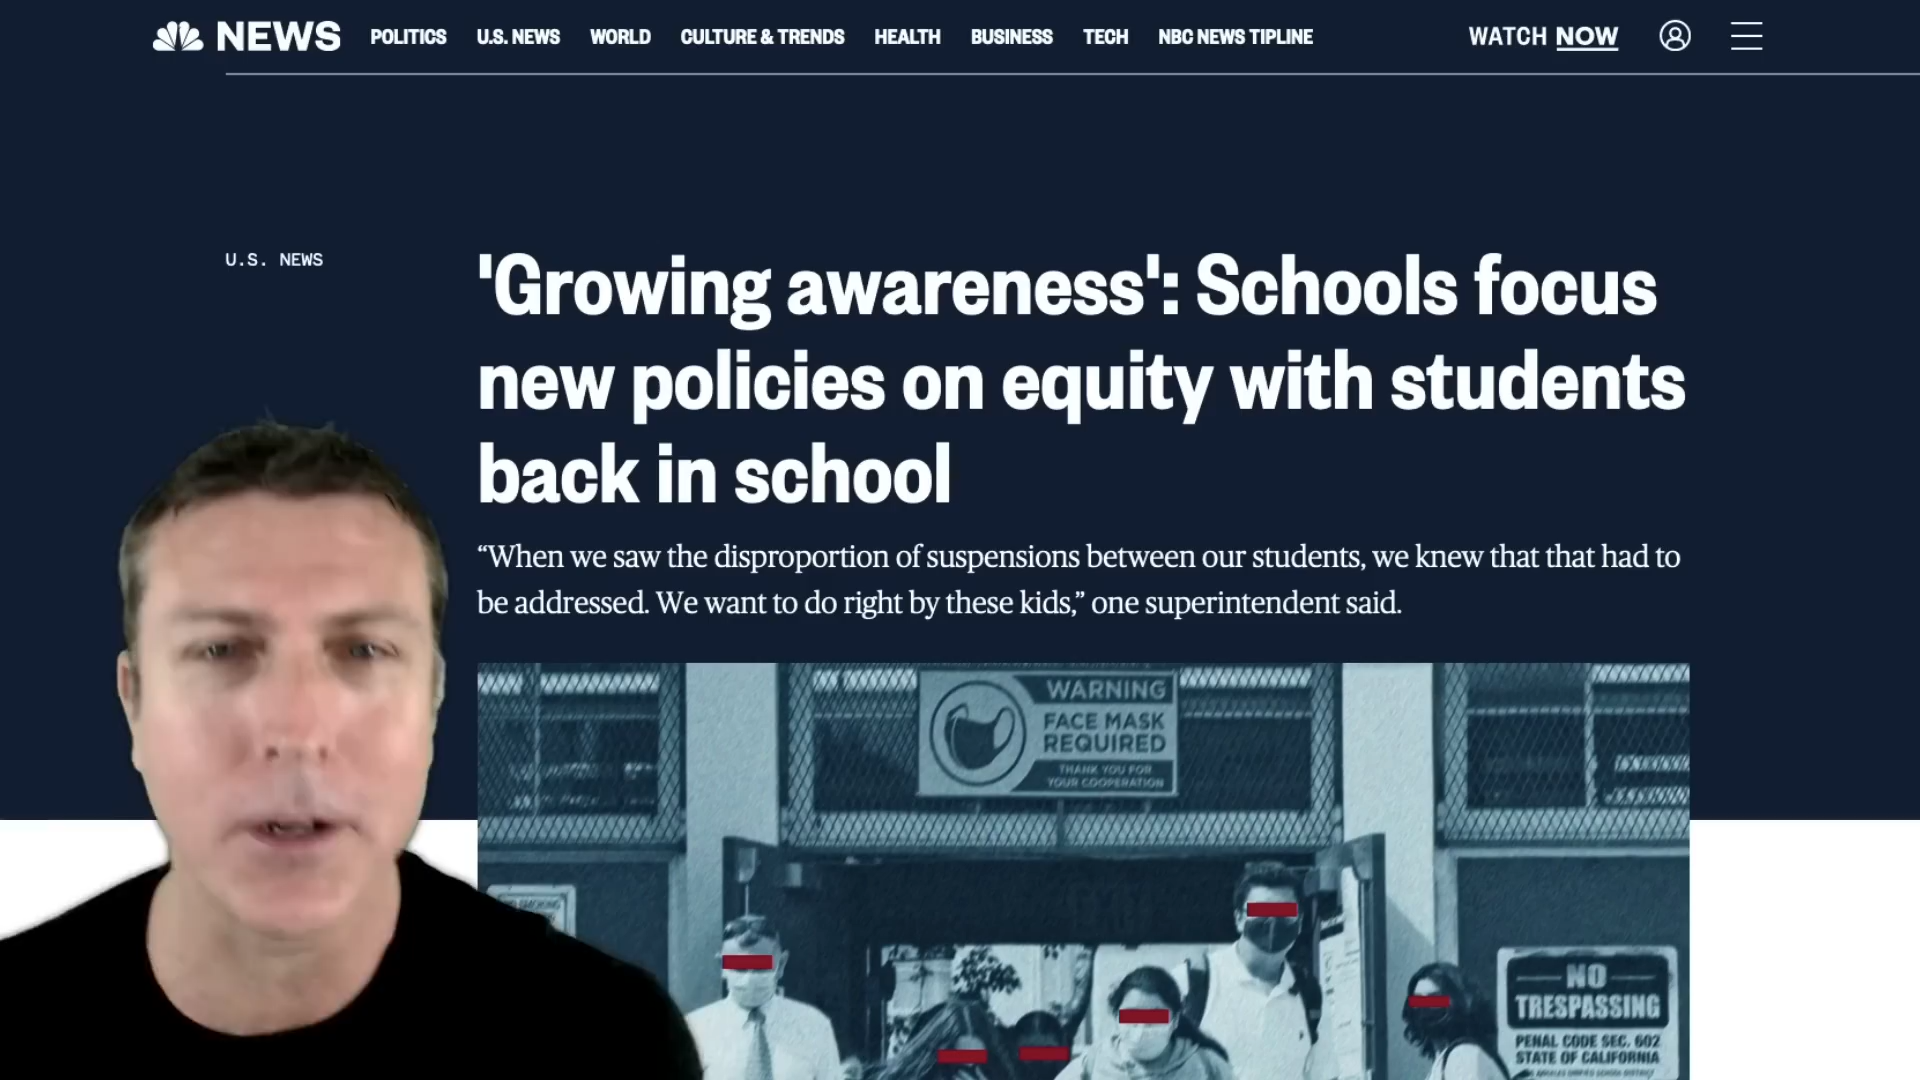 NEWS POLITICS U.S. NEWS WORLD CULTURE & TRENDS HEALTH BUSINESS TECH NBC NEWS TIPLINE WATCH NOW
U.S. NEWS
'Growing awareness': Schools focus
new policies on equity with students
back in school
“When we saw the disproportion of suspensions between our students, we knew that that had to
be addressed. We want to do right by these kids,” one superintendent said.
WARNING
FACE MASK
REQUIRED
THANK YOU FOR
YOUR COOPERATION
NO
TRESPASSING
PENAL CODE SEC. 602
STATE OF CALIFORNIA